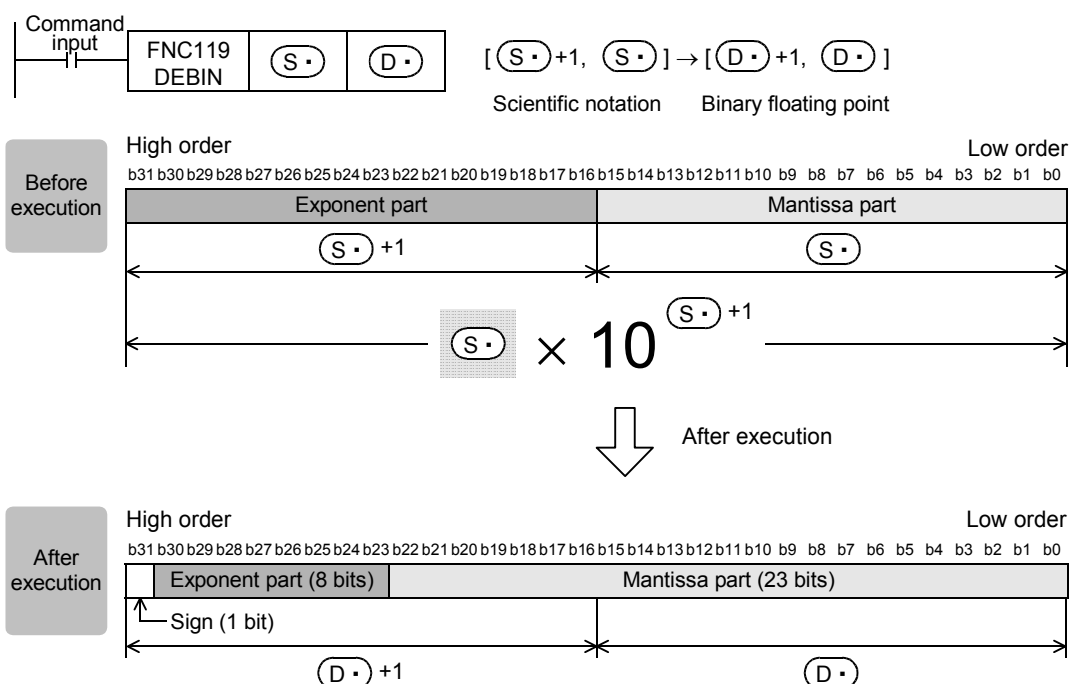 Command
input
FNC119
DEBIN
S·
D·
[ S· +1, S· ] → [ D· +1, D· ]
Scientific notation
Binary floating point
Before
execution
High order
Low order
b31 b30 b29 b28 b27 b26 b25 b24 b23 b22 b21 b20 b19 b18 b17 b16 b15 b14 b13 b12 b11 b10 b9 b8 b7 b6 b5 b4 b3 b2 b1 b0
Exponent part
Mantissa part
S· +1
S·
S· × 10 S· +1
After execution
After
execution
High order
Low order
b31 b30 b29 b28 b27 b26 b25 b24 b23 b22 b21 b20 b19 b18 b17 b16 b15 b14 b13 b12 b11 b10 b9 b8 b7 b6 b5 b4 b3 b2 b1 b0
Exponent part (8 bits)
Mantissa part (23 bits)
Sign (1 bit)
D· +1
D·